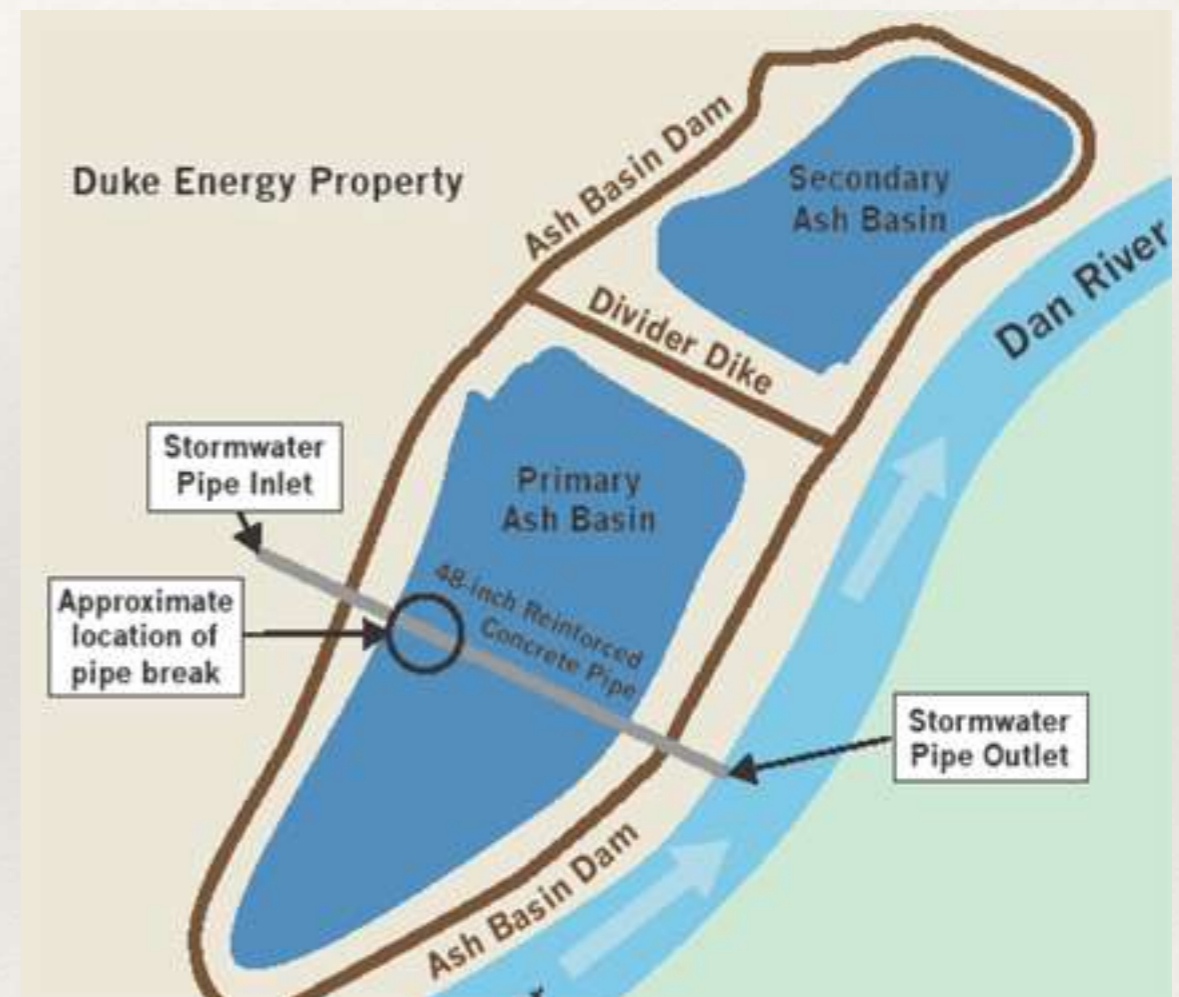 Duke Energy Property
Ash Basin Dam
Secondary
Ash Basin
Dan River
Divider Dike
Stormwater
Pipe Inlet
Primary
Ash Basin
48-inch Reinforced
Concrete Pipe
Approximate
location of
pipe break
Stormwater
Pipe Outlet
Ash Basin Dam